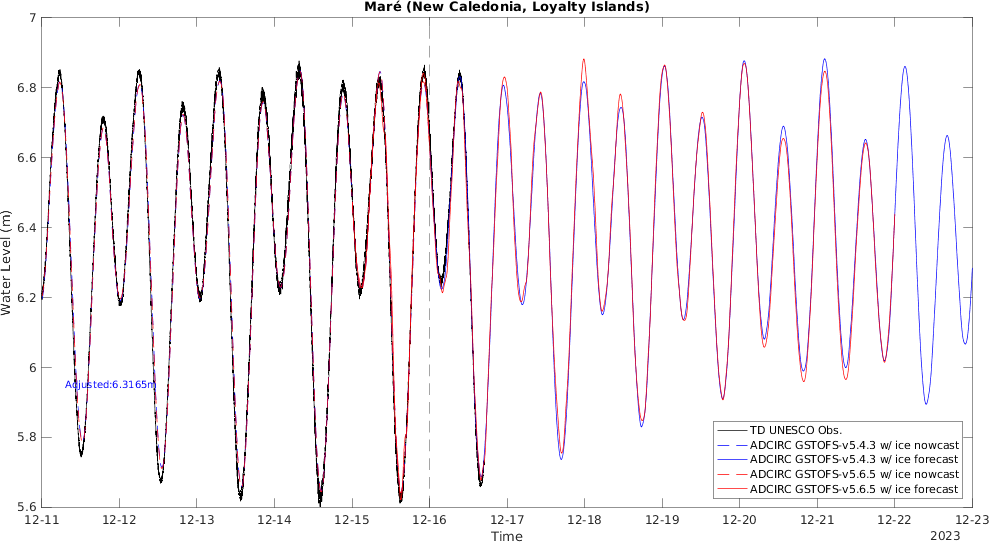 Maré (New Caledonia, Loyalty Islands)
7
6.8
6.6
6.4
6.2
6
5.8
5.6
Water Level (m)
Adjusted:6.3165m
TD UNESCO Obs.
ADCIRC GSTOFS-v5.4.3 w/ ice nowcast
ADCIRC GSTOFS-v5.4.3 w/ ice forecast
ADCIRC GSTOFS-v5.6.5 w/ ice nowcast
ADCIRC GSTOFS-v5.6.5 w/ ice forecast
12-11 12-12 12-13 12-14 12-15 12-16 12-17 12-18 12-19 12-20 12-21 12-22 12-23
Time
2023